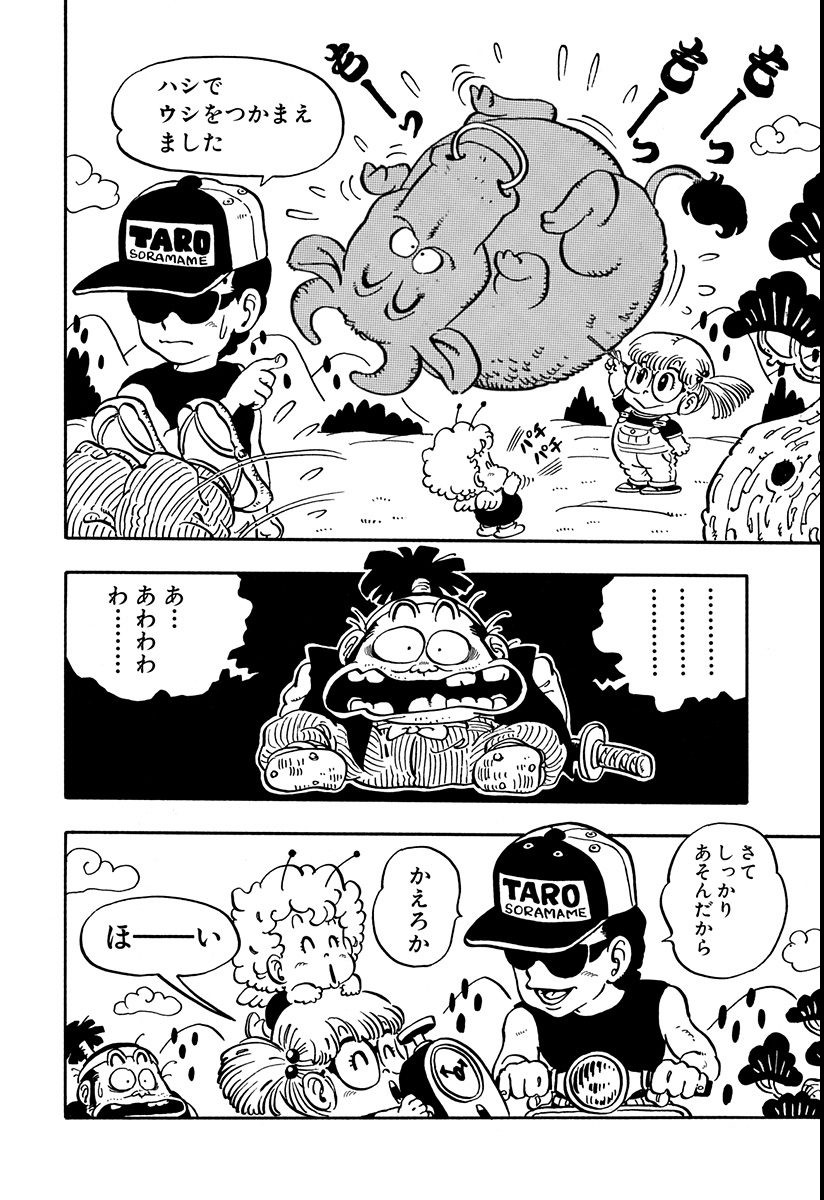 もーっ
もーっ
もーっ
ハシで
ウシをつかまえ
ました
TARO
SORAMAME
パチ
パチ
………
………
………
あ…
あわわわ
わ………
さて
しっかり
あそんだから
かえろか
TARO
SORAMAME
ほ——い